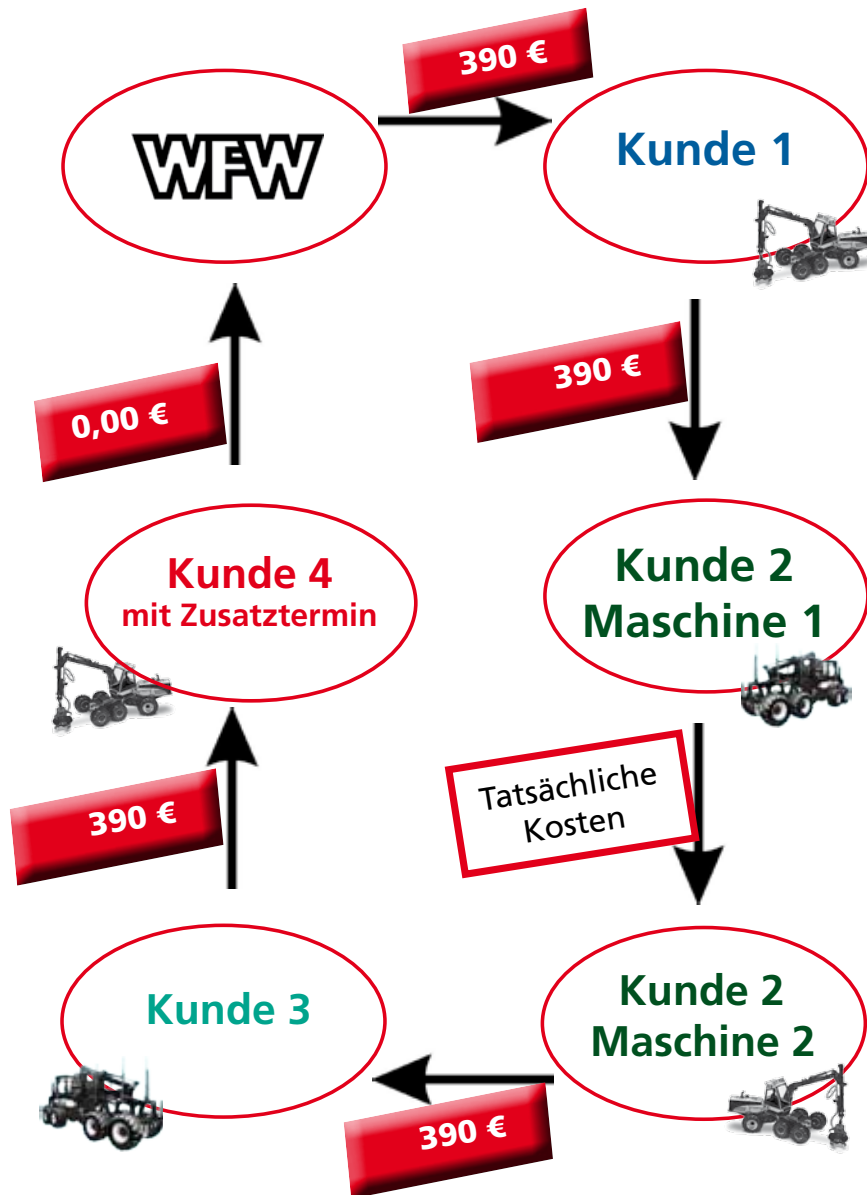 390 €
WFW
Kunde 1
390 €
0,00 €
Kunde 2
Maschine 1
Kunde 4
mit Zusatztermin
Tatsächliche
Kosten
390 €
Kunde 2
Maschine 2
Kunde 3
390 €